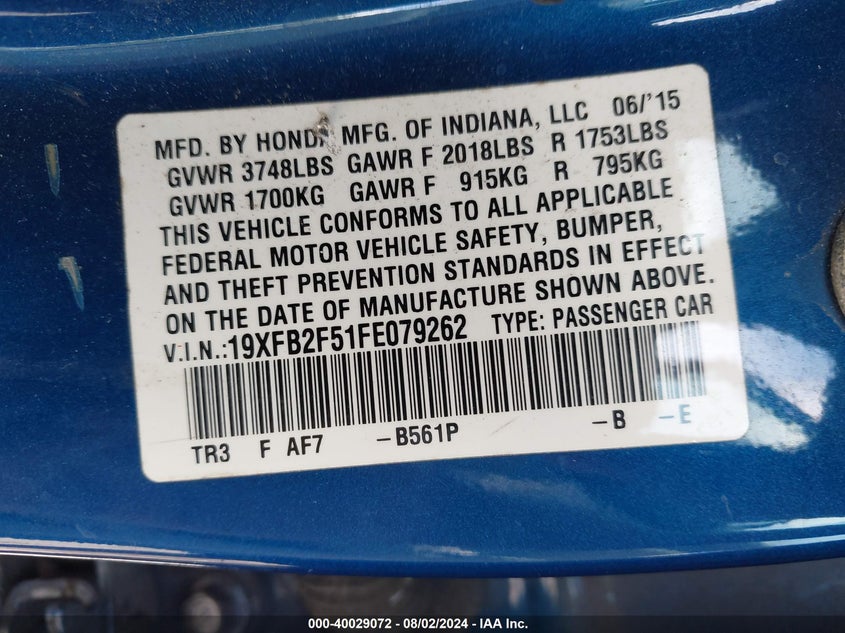 MFD. BY HONDA MFG. OF INDIANA, LLC 06/'15
GVWR 3748LBS GAWR F 2018LBS R 1753LBS
GVWR 1700KG GAWR F 915KG R 795KG
THIS VEHICLE CONFORMS TO ALL APPLICABLE
FEDERAL MOTOR VEHICLE SAFETY, BUMPER,
AND THEFT PREVENTION STANDARDS IN EFFECT
ON THE DATE OF MANUFACTURE SHOWN ABOVE.
V.I.N.:19XFB2F51FE079262 TYPE: PASSENGER CAR
TR3 F AF7 –B561P –B –E
000-40029072 - 08/02/2024 - IAA Inc.